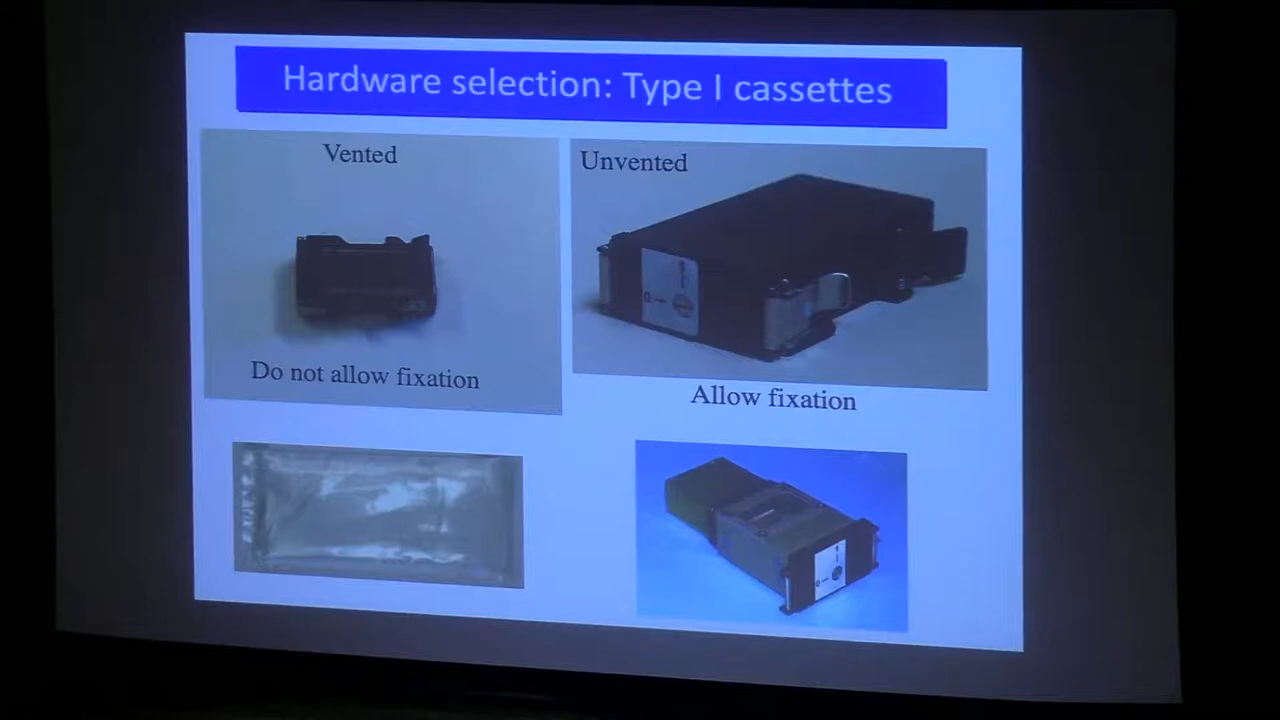 Hardware selection: Type I cassettes
Vented
Unvented
Do not allow fixation
Allow fixation